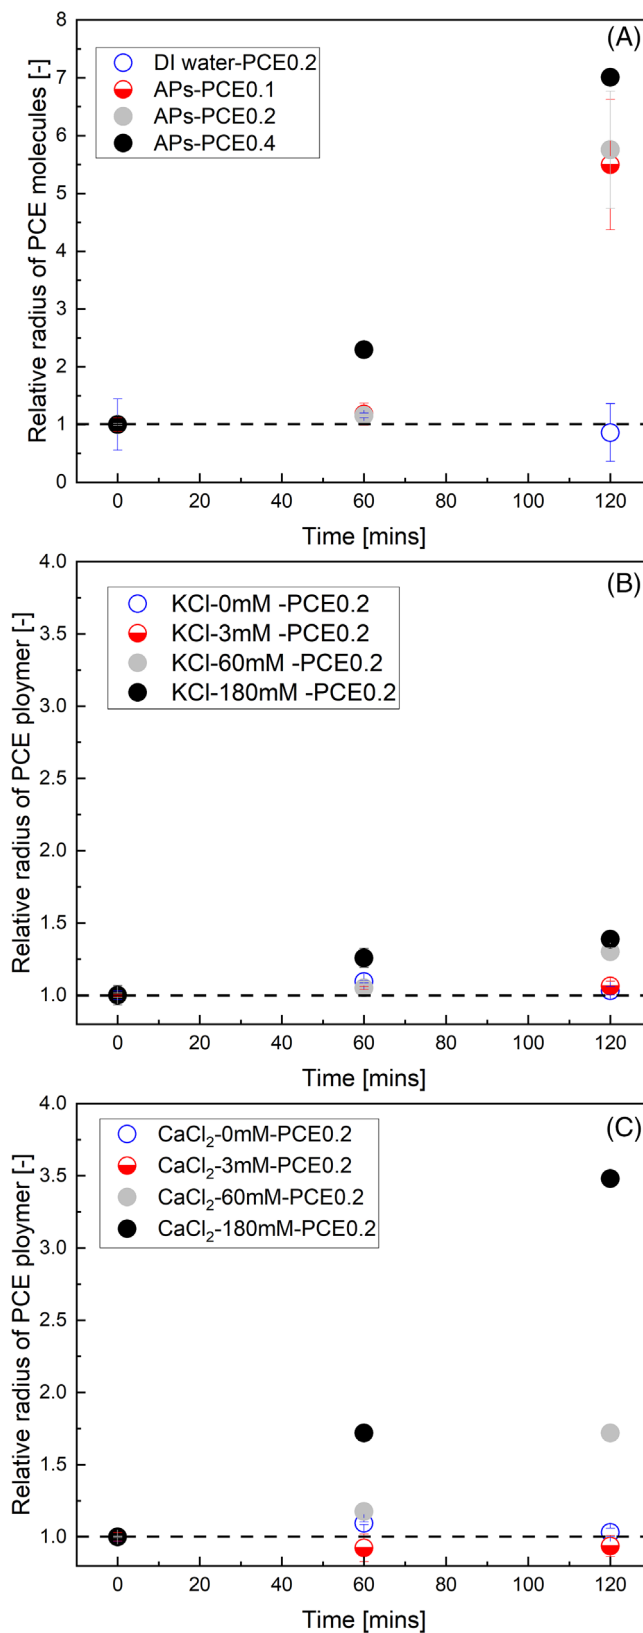 (A)
DI water-PCE0.2
APs-PCE0.1
APs-PCE0.2
APs-PCE0.4
Relative radius of PCE molecules [-]
8
7
6
5
4
3
2
1
0
0 20 40 60 80 100 120
Time [mins]
(B)
KCl-0mM -PCE0.2
KCl-3mM -PCE0.2
KCl-60mM -PCE0.2
KCl-180mM -PCE0.2
Relative radius of PCE ploymer [-]
4.0
3.5
3.0
2.5
2.0
1.5
1.0
0 20 40 60 80 100 120
Time [mins]
(C)
CaCl₂-0mM-PCE0.2
CaCl₂-3mM-PCE0.2
CaCl₂-60mM-PCE0.2
CaCl₂-180mM-PCE0.2
Relative radius of PCE ploymer [-]
4.0
3.5
3.0
2.5
2.0
1.5
1.0
0 20 40 60 80 100 120
Time [mins]